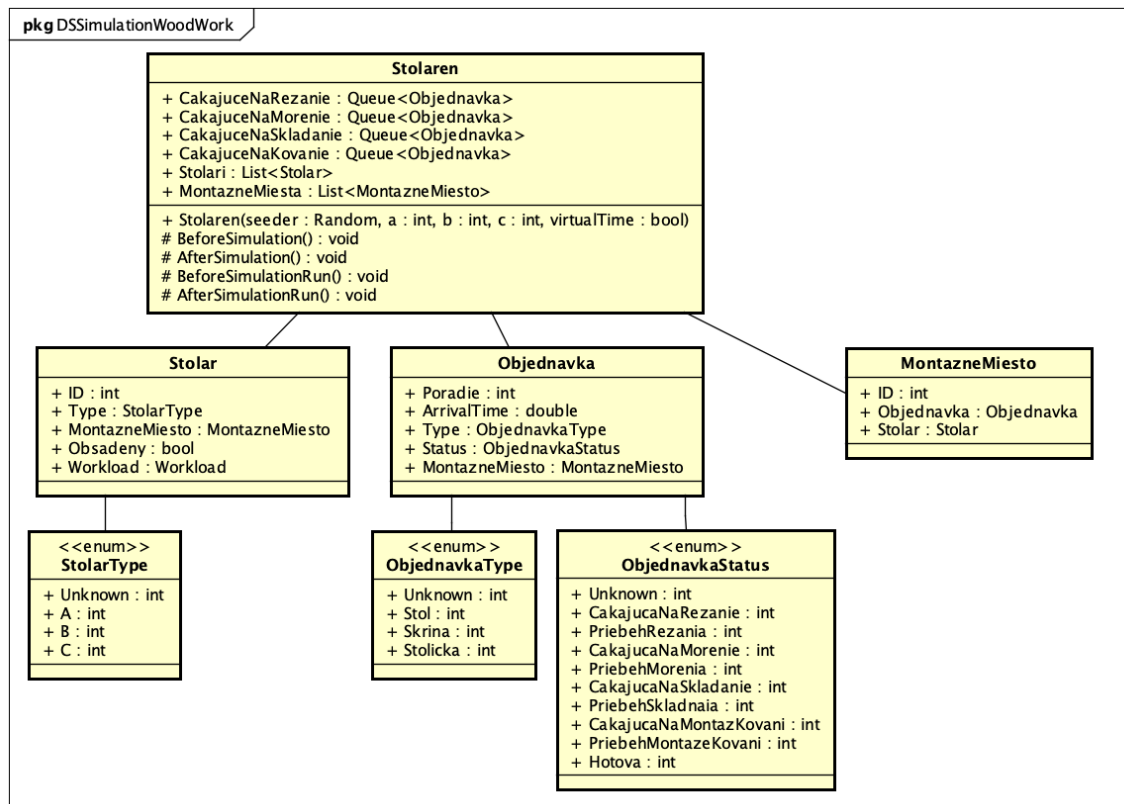 pkg DSSimulationWoodWork
Stolaren
+ CakajuceNaRezanie : Queue<Objednavka>
+ CakajuceNaMorenie : Queue<Objednavka>
+ CakajuceNaSkladanie : Queue<Objednavka>
+ CakajuceNaKovanie : Queue<Objednavka>
+ Stolari : List<Stolar>
+ MontazneMiesta : List<MontazneMiesto>
+ Stolaren(seeder : Random, a : int, b : int, c : int, virtualTime : bool)
# BeforeSimulation() : void
# AfterSimulation() : void
# BeforeSimulationRun() : void
# AfterSimulationRun() : void
Stolar
+ ID : int
+ Type : StolarType
+ MontazneMiesto : MontazneMiesto
+ Obsadeny : bool
+ Workload : Workload
Objednavka
+ Poradie : int
+ ArrivalTime : double
+ Type : ObjednavkaType
+ Status : ObjednavkaStatus
+ MontazneMiesto : MontazneMiesto
MontazneMiesto
+ ID : int
+ Objednavka : Objednavka
+ Stolar : Stolar
<<enum>>
StolarType
+ Unknown : int
+ A : int
+ B : int
+ C : int
<<enum>>
ObjednavkaType
+ Unknown : int
+ Stol : int
+ Skrina : int
+ Stolicka : int
<<enum>>
ObjednavkaStatus
+ Unknown : int
+ CakajucaNaRezanie : int
+ PriebehRezania : int
+ CakajucaNaMorenie : int
+ PriebehMorenia : int
+ CakajucaNaSkladanie : int
+ PriebehSkladnaia : int
+ CakajucaNaMontazKovani : int
+ PriebehMontazeKovani : int
+ Hotova : int